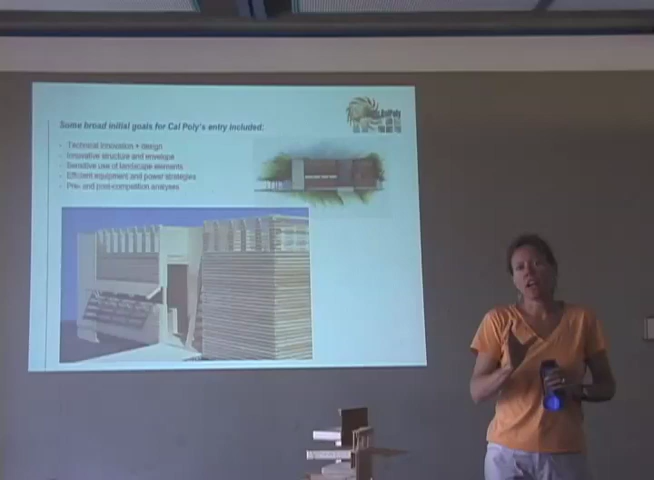 Some broad initial goals for Cal Poly's entry included:
- Technical innovation + design
- Innovative structure and envelope
- Sensitive use of landscape elements
- Efficient equipment and power strategies
- Pre- and post-competition analyses